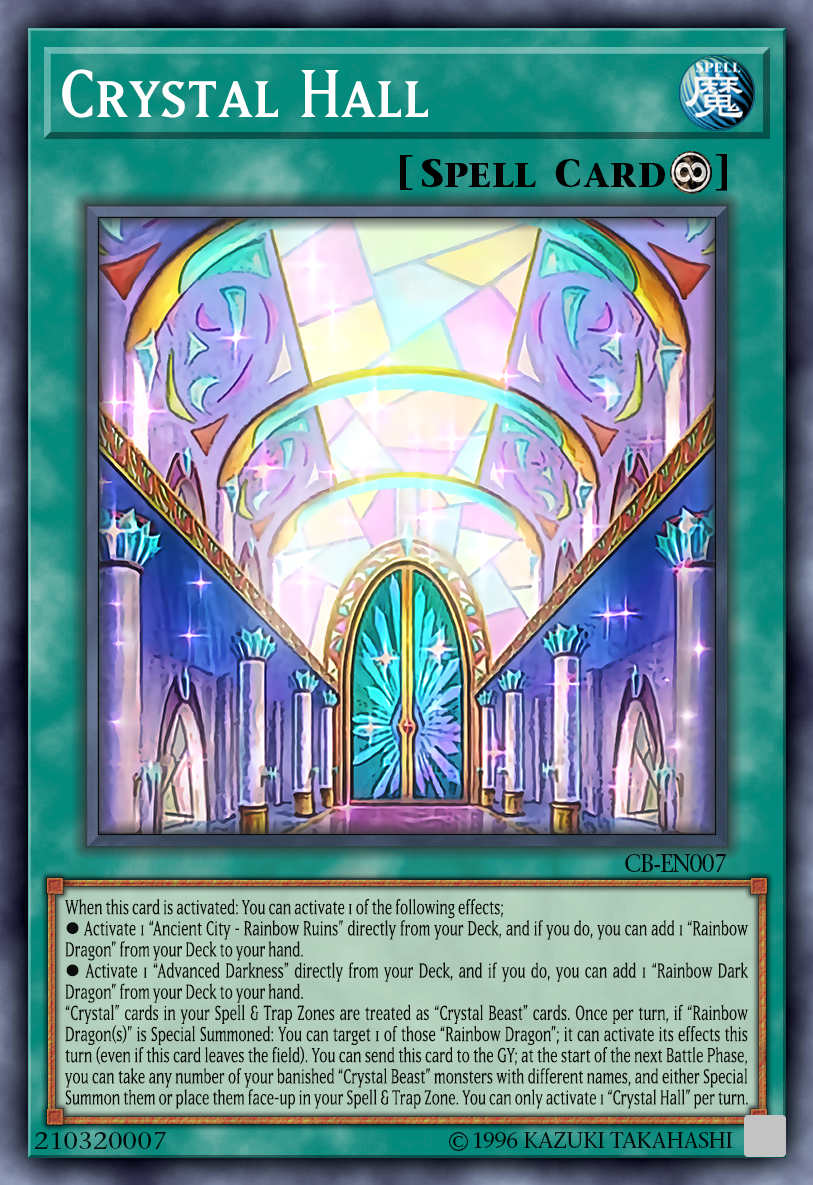 Crystal Hall
SPELL
魔
[Spell Card♾]
CB-EN007
When this card is activated: You can activate 1 of the following effects;
● Activate 1 “Ancient City - Rainbow Ruins” directly from your Deck, and if you do, you can add 1 “Rainbow
Dragon” from your Deck to your hand.
● Activate 1 “Advanced Darkness” directly from your Deck, and if you do, you can add 1 “Rainbow Dark
Dragon” from your Deck to your hand.
“Crystal” cards in your Spell & Trap Zones are treated as “Crystal Beast” cards. Once per turn, if “Rainbow
Dragon(s)” is Special Summoned: You can target 1 of those “Rainbow Dragon”; it can activate its effects this
turn (even if this card leaves the field). You can send this card to the GY; at the start of the next Battle Phase,
you can take any number of your banished “Crystal Beast” monsters with different names, and either Special
Summon them or place them face-up in your Spell & Trap Zone. You can only activate 1 “Crystal Hall” per turn.
210320007
© 1996 KAZUKI TAKAHASHI